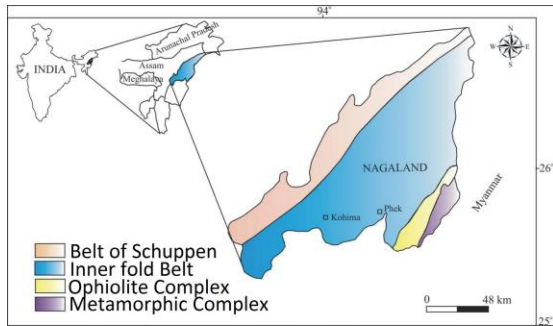 94°
N
W E
S
Arunachal Pradesh
INDIA
Assam
Meghalaya
NAGALAND
26°
Myanmar
Kohima
Phek
Belt of Schuppen
Inner fold Belt
Ophiolite Complex
Metamorphic Complex
0 48 km
25°